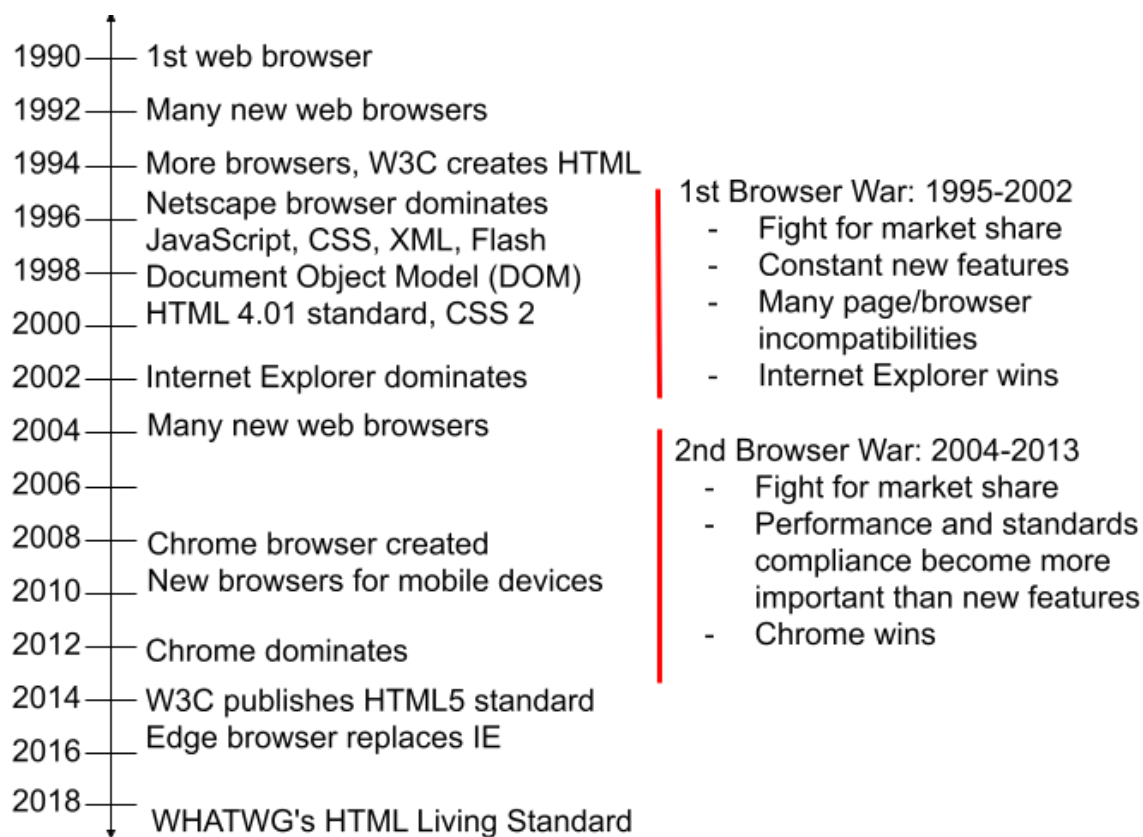 1990
1st web browser
1992
Many new web browsers
1994
More browsers, W3C creates HTML
1996
Netscape browser dominates
JavaScript, CSS, XML, Flash
1998
Document Object Model (DOM)
2000
HTML 4.01 standard, CSS 2
2002
Internet Explorer dominates
2004
Many new web browsers
2006
2008
Chrome browser created
2010
New browsers for mobile devices
2012
Chrome dominates
2014
W3C publishes HTML5 standard
2016
Edge browser replaces IE
2018
WHATWG's HTML Living Standard
1st Browser War: 1995-2002
- Fight for market share
- Constant new features
- Many page/browser
incompatibilities
- Internet Explorer wins
2nd Browser War: 2004-2013
- Fight for market share
- Performance and standards
compliance become more
important than new features
- Chrome wins